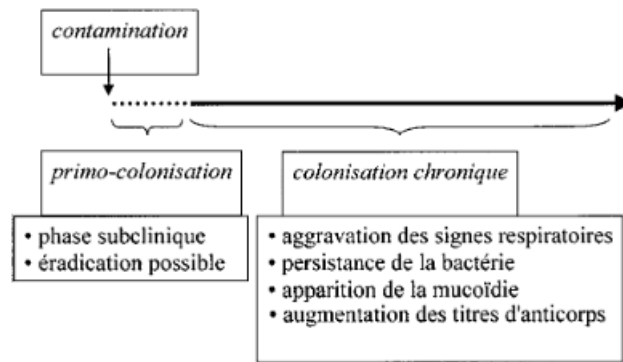 contamination
primo-colonisation
colonisation chronique
• phase subclinique
• éradication possible
• aggravation des signes respiratoires
• persistance de la bactérie
• apparition de la mucoïdie
• augmentation des titres d'anticorps